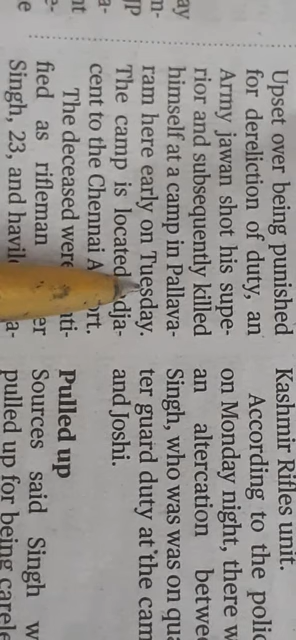 Upset over being punished
for dereliction of duty, an
Army jawan shot his supe-
rior and subsequently killed
himself at a camp in Pallava-
ram here early on Tuesday.
The camp is located
cent to the Chennai
The deceased were
fied as rifleman
Singh, 23, and
Kashmir Rifles unit.
According to the
on Monday night, there
an altercation
Singh, who was was on
ter guard duty at the
and Joshi.
Pulled up
Sources said Singh
pulled up for being